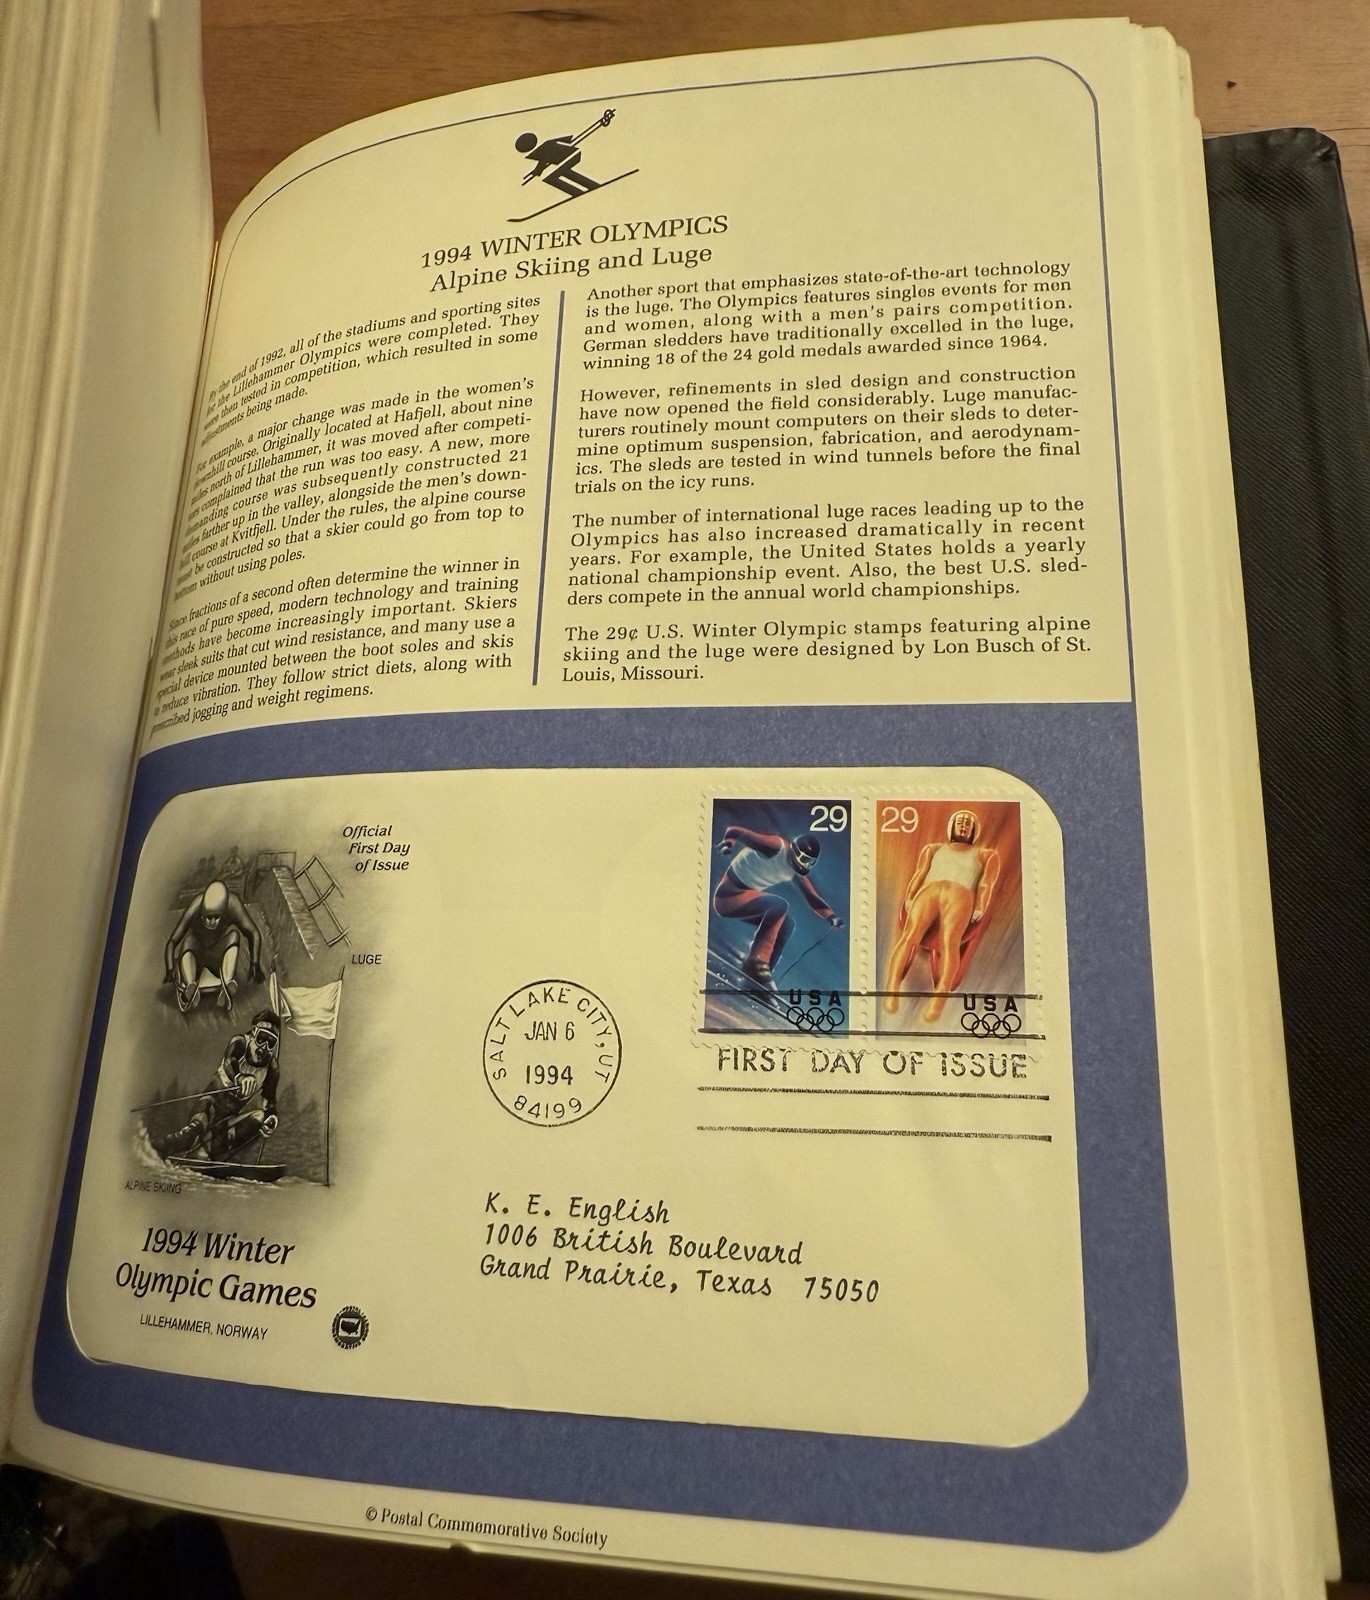 1994 WINTER OLYMPICS
Alpine Skiing and Luge
By the end of 1992, all of the stadiums and sporting sites
for the Lillehammer Olympics were completed. They
were then tested in competition, which resulted in some
adjustments being made.
For example, a major change was made in the women's
downhill course. Originally located at Hafjell, about nine
miles north of Lillehammer, it was moved after competi-
tors complained that the run was too easy. A new, more
demanding course was subsequently constructed 21
miles farther up in the valley, alongside the men's down-
hill course at Kvitfjell. Under the rules, the alpine course
must be constructed so that a skier could go from top to
bottom without using poles.
Since fractions of a second often determine the winner in
this race of pure speed, modern technology and training
methods have become increasingly important. Skiers
wear sleek suits that cut wind resistance, and many use a
special device mounted between the boot soles and skis
to reduce vibration. They follow strict diets, along with
prescribed jogging and weight regimens.
Another sport that emphasizes state-of-the-art technology
is the luge. The Olympics features singles events for men
and women, along with a men's pairs competition.
German sledders have traditionally excelled in the luge,
winning 18 of the 24 gold medals awarded since 1964.
However, refinements in sled design and construction
have now opened the field considerably. Luge manufac-
turers routinely mount computers on their sleds to deter-
mine optimum suspension, fabrication, and aerodynam-
ics. The sleds are tested in wind tunnels before the final
trials on the icy runs.
The number of international luge races leading up to the
Olympics has also increased dramatically in recent
years. For example, the United States holds a yearly
national championship event. Also, the best U.S. sled-
ders compete in the annual world championships.
The 29¢ U.S. Winter Olympic stamps featuring alpine
skiing and the luge were designed by Lon Busch of St.
Louis, Missouri.
Official
First Day
of Issue
LUGE
ALPINE SKIING
1994 Winter
Olympic Games
LILLEHAMMER, NORWAY
SALT LAKE CITY, UT
JAN 6
1994
84199
29
USA
29
USA
FIRST DAY OF ISSUE
K. E. English
1006 British Boulevard
Grand Prairie, Texas 75050
© Postal Commemorative Society